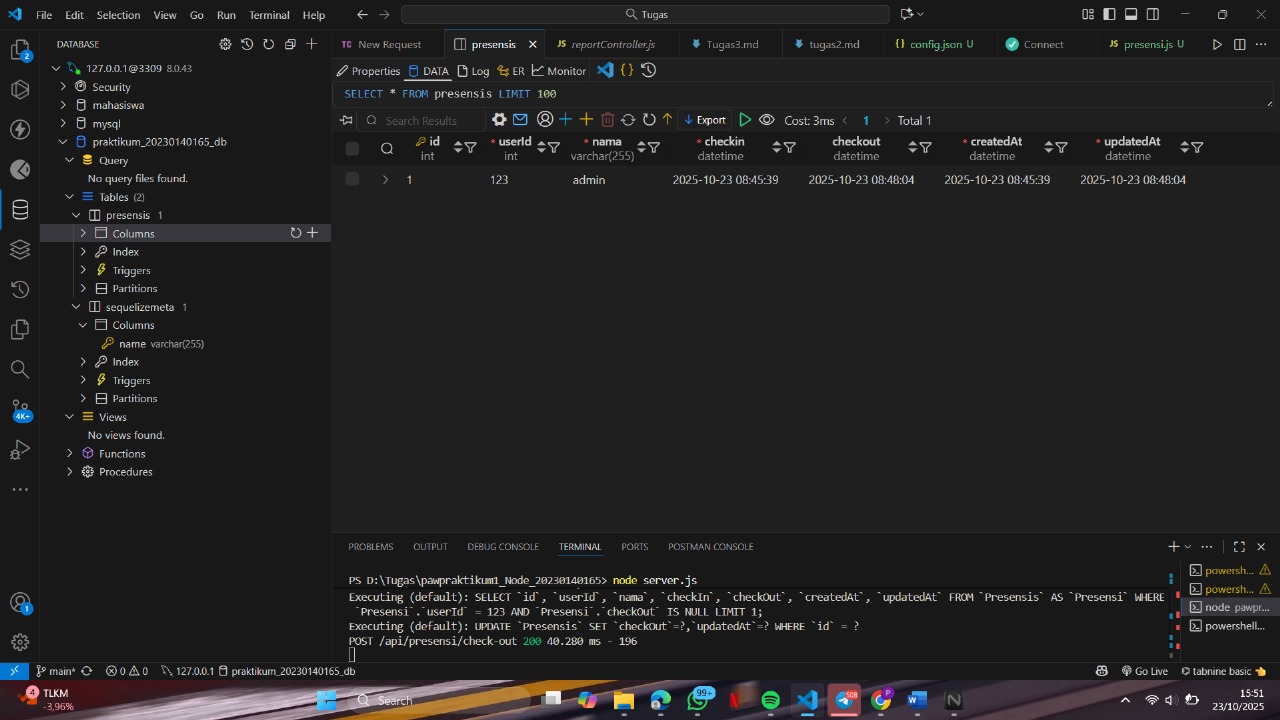 File Edit Selection View Go Run Terminal Help
Tugas
2
DATABASE
127.0.0.1@3309 8.0.43
Security
mahasiswa
mysql
praktikum_20230140165_db
Query
No query files found.
Tables (2)
presensis 1
Columns
Index
Triggers
Partitions
sequelizemeta 1
Columns
name varchar(255)
Index
Triggers
Partitions
Views
No views found.
Functions
Procedures
4K+
1
TC New Request presensis JS reportController.js Tugas3.md tugas2.md {} config.json U Connect JS presensi.js U
Properties DATA Log ER Monitor {}
SELECT * FROM presensis LIMIT 100
Search Results Export Cost: 3ms 1 Total 1
* id * userId * nama * checkin checkout * createdAt * updatedAt
int int varchar(255) datetime datetime datetime datetime
1 123 admin 2025-10-23 08:45:39 2025-10-23 08:48:04 2025-10-23 08:45:39 2025-10-23 08:48:04
PROBLEMS OUTPUT DEBUG CONSOLE TERMINAL PORTS POSTMAN CONSOLE
PS D:\Tugas\pawpraktikum1_Node_20230140165> node server.js
Executing (default): SELECT `id`, `userId`, `nama`, `checkIn`, `checkOut`, `createdAt`, `updatedAt` FROM `Presensis` AS `Presensi` WHERE
`Presensi`.`userId` = 123 AND `Presensi`.`checkOut` IS NULL LIMIT 1;
Executing (default): UPDATE `Presensis` SET `checkOut`=?,`updatedAt`=? WHERE `id` = ?
POST /api/presensi/check-out 200 40.280 ms - 196
powersh...
powersh...
node pawpr...
powershell...
main* 0 0 127.0.0.1 praktikum_20230140165_db Go Live tabnine basic
4
TLKM
-3,96%
Search
99+
508
P
15:51
23/10/2025